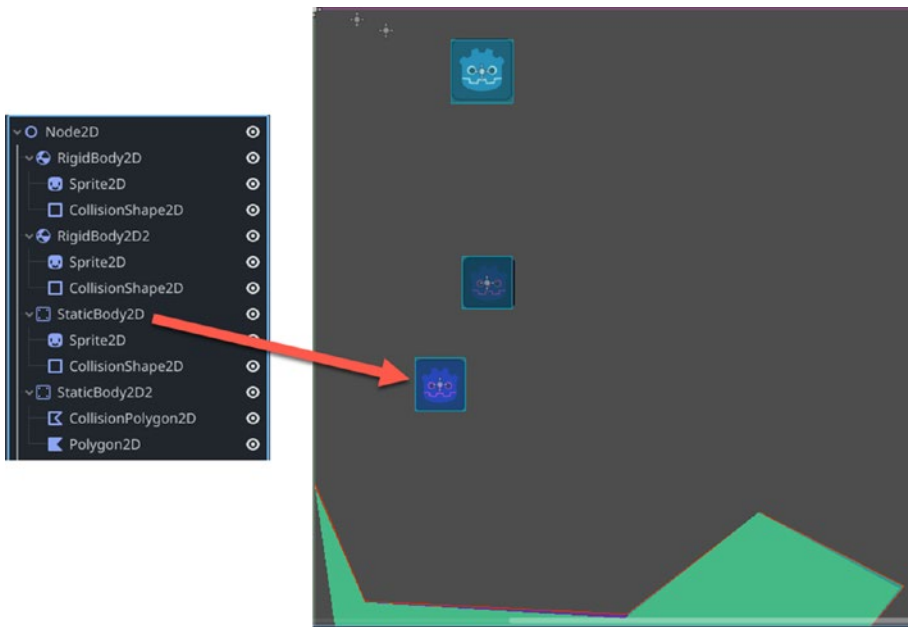 Node2D
RigidBody2D
Sprite2D
CollisionShape2D
RigidBody2D2
Sprite2D
CollisionShape2D
StaticBody2D
Sprite2D
CollisionShape2D
StaticBody2D2
CollisionPolygon2D
Polygon2D